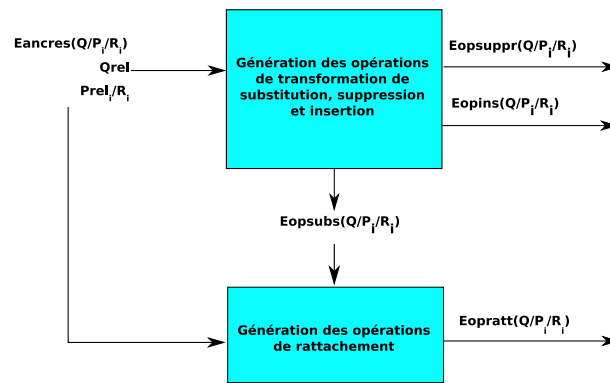 Eancres(Q/Pi/Ri)
Qrel
Preli/Ri
Génération des opérations
de transformation de
substitution, suppression
et insertion
Eopsuppr(Q/Pi/Ri)
Eopins(Q/Pi/Ri)
Eopsubs(Q/Pi/Ri)
Génération des opérations
de rattachement
Eopratt(Q/Pi/Ri)